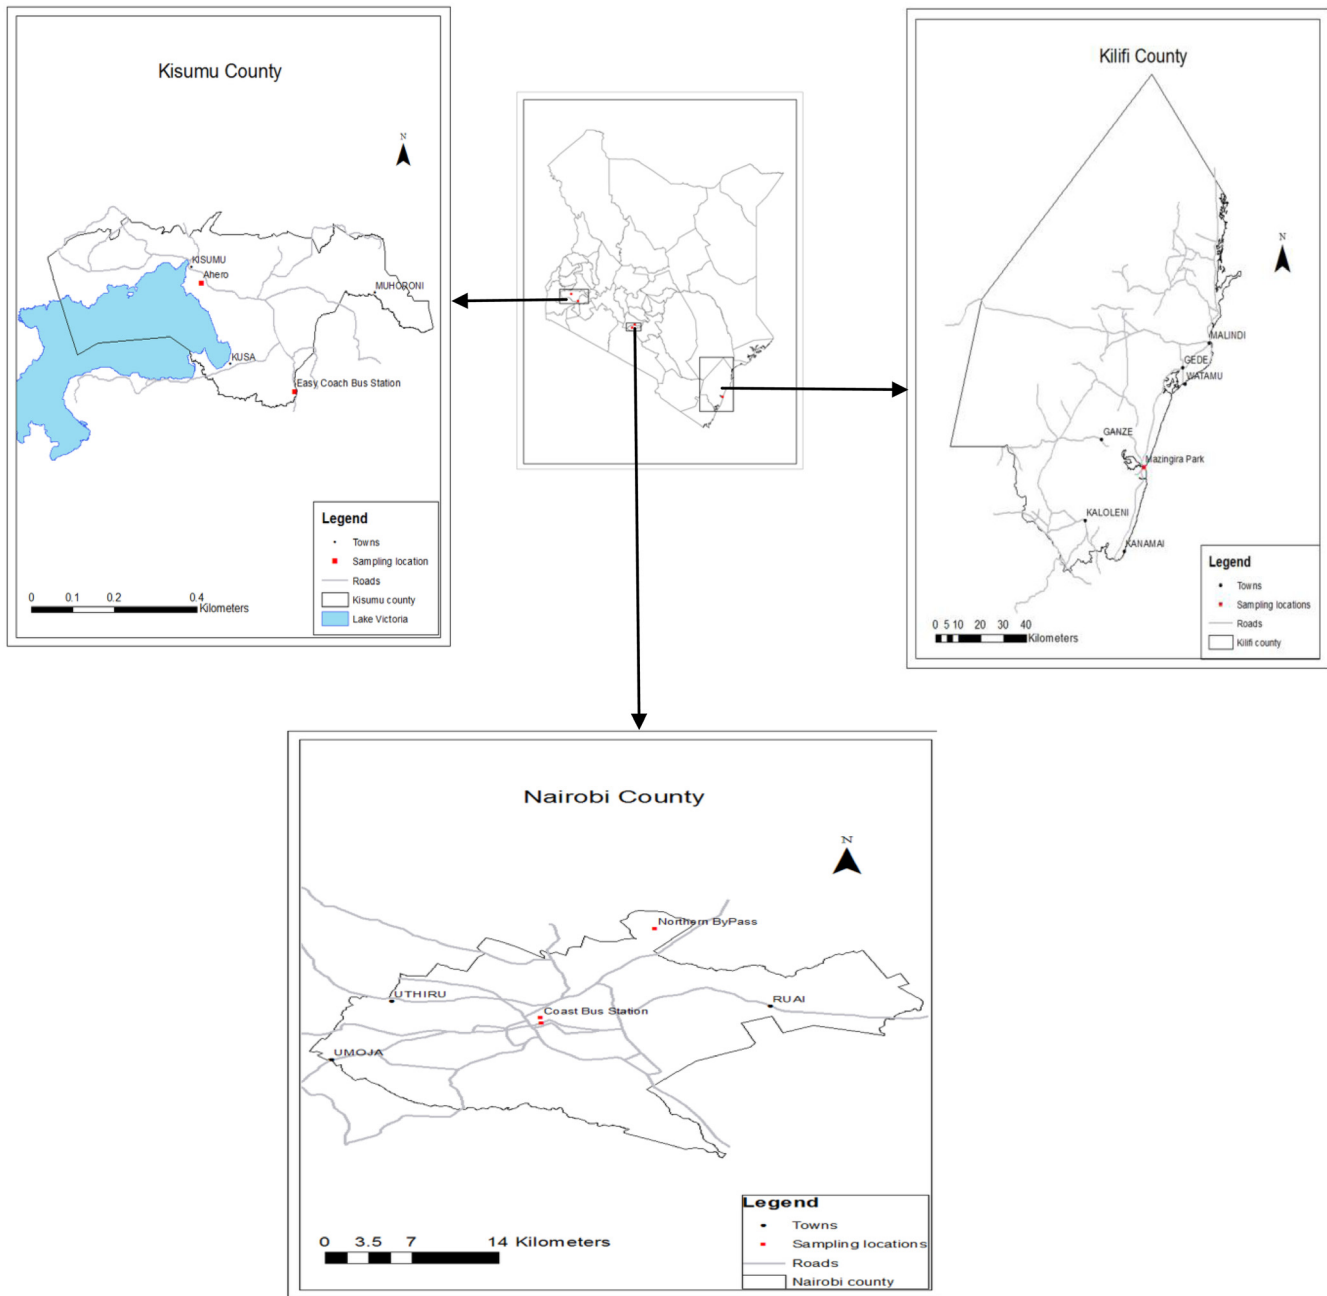 Kisumu County
N
KISUMU
Ahero
MUHORONI
KUSA
Easy Coach Bus Station
Legend
Towns
Sampling location
Roads
Kisumu county
Lake Victoria
0 0.1 0.2 0.4
Kilometers
Kilifi County
N
MALINDI
GEDE
WATAMU
GANZE
Mazingira Park
KALOLENI
KANAMAI
Legend
Towns
Sampling locations
Roads
Kilifi county
0 5 10 20 30 40
Kilometers
Nairobi County
N
Northern ByPass
UTHIRU
RUAI
Coast Bus Station
UMOJA
Legend
Towns
Sampling locations
Roads
Nairobi county
0 3.5 7 14 Kilometers